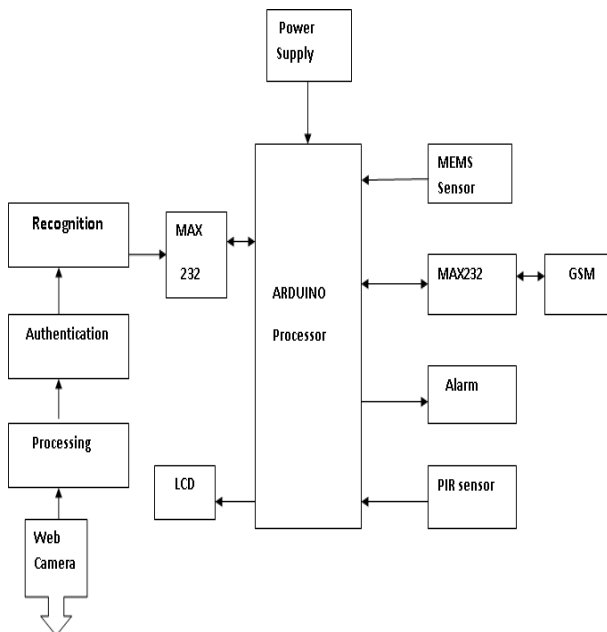 Power
Supply
MEMS
Sensor
Recognition
MAX
232
ARDUINO
Processor
MAX232
GSM
Authentication
Alarm
Processing
LCD
PIR sensor
Web
Camera